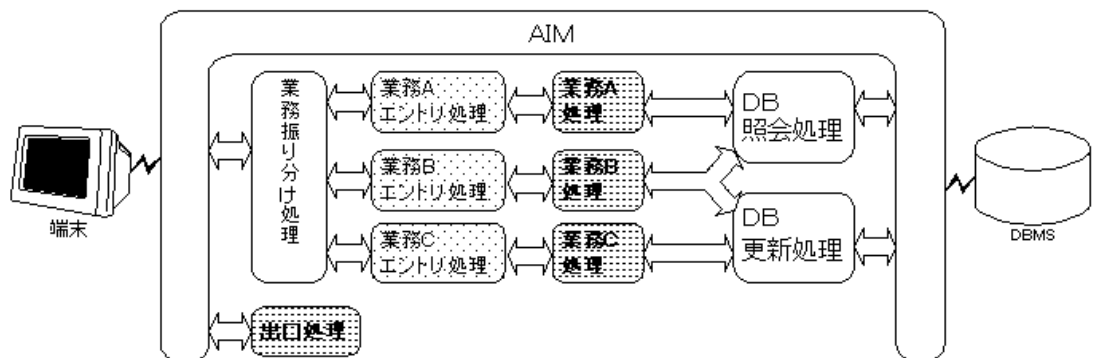 AIM
業務振り分け処理
業務A
エントリ処理
業務A
処理
DB
照会処理
業務B
エントリ処理
業務B
処理
業務C
エントリ処理
業務C
処理
DB
更新処理
出口処理
端末
DBMS